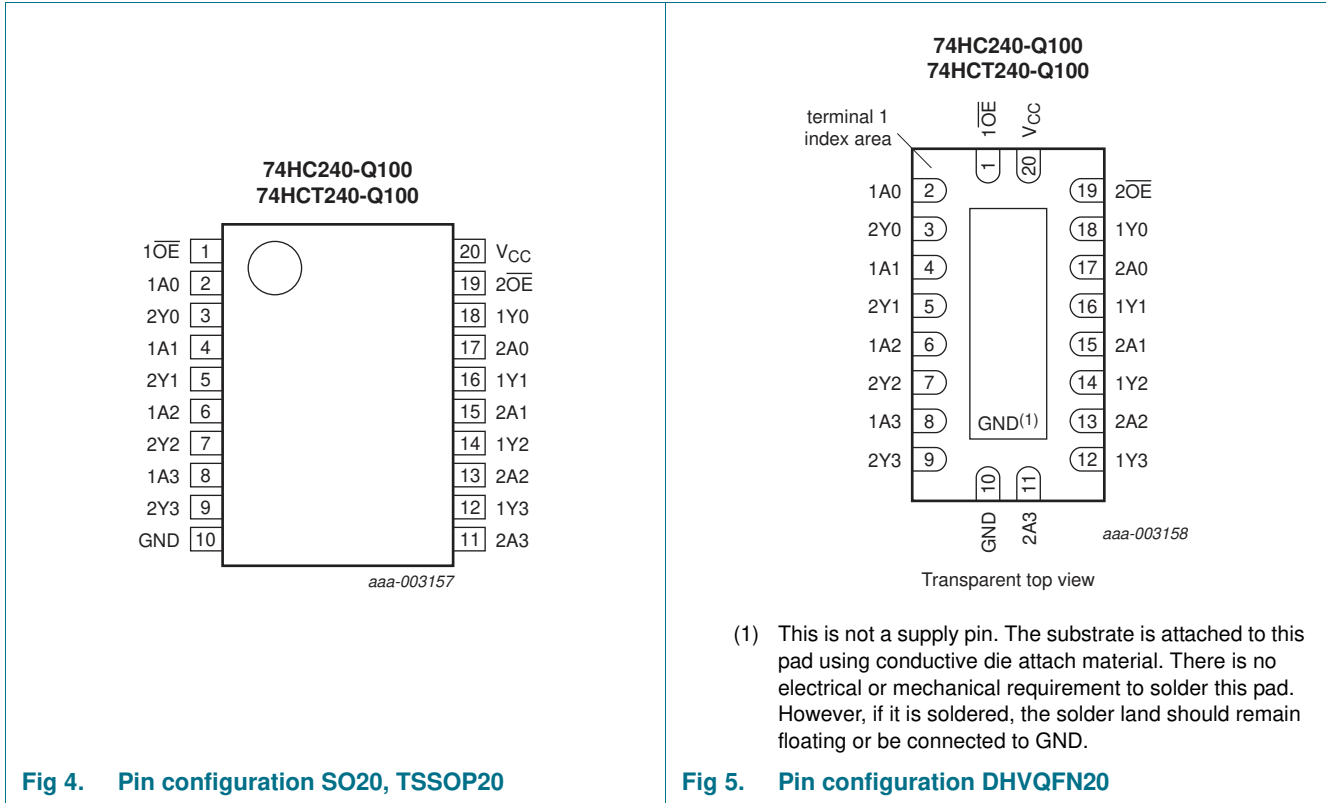 74HC240-Q100
74HCT240-Q100
1OE 1
1A0 2
2Y0 3
1A1 4
2Y1 5
1A2 6
2Y2 7
1A3 8
2Y3 9
GND 10
20 VCC
19 2OE
18 1Y0
17 2A0
16 1Y1
15 2A1
14 1Y2
13 2A2
12 1Y3
11 2A3
aaa-003157
Fig 4. Pin configuration SO20, TSSOP20
74HC240-Q100
74HCT240-Q100
terminal 1
index area
1OE
VCC
1
20
1A0 2
2Y0 3
1A1 4
2Y1 5
1A2 6
2Y2 7
1A3 8
2Y3 9
19 2OE
18 1Y0
17 2A0
16 1Y1
15 2A1
14 1Y2
13 2A2
12 1Y3
GND(1)
10
11
GND
2A3
aaa-003158
Transparent top view
(1) This is not a supply pin. The substrate is attached to this
pad using conductive die attach material. There is no
electrical or mechanical requirement to solder this pad.
However, if it is soldered, the solder land should remain
floating or be connected to GND.
Fig 5. Pin configuration DHVQFN20